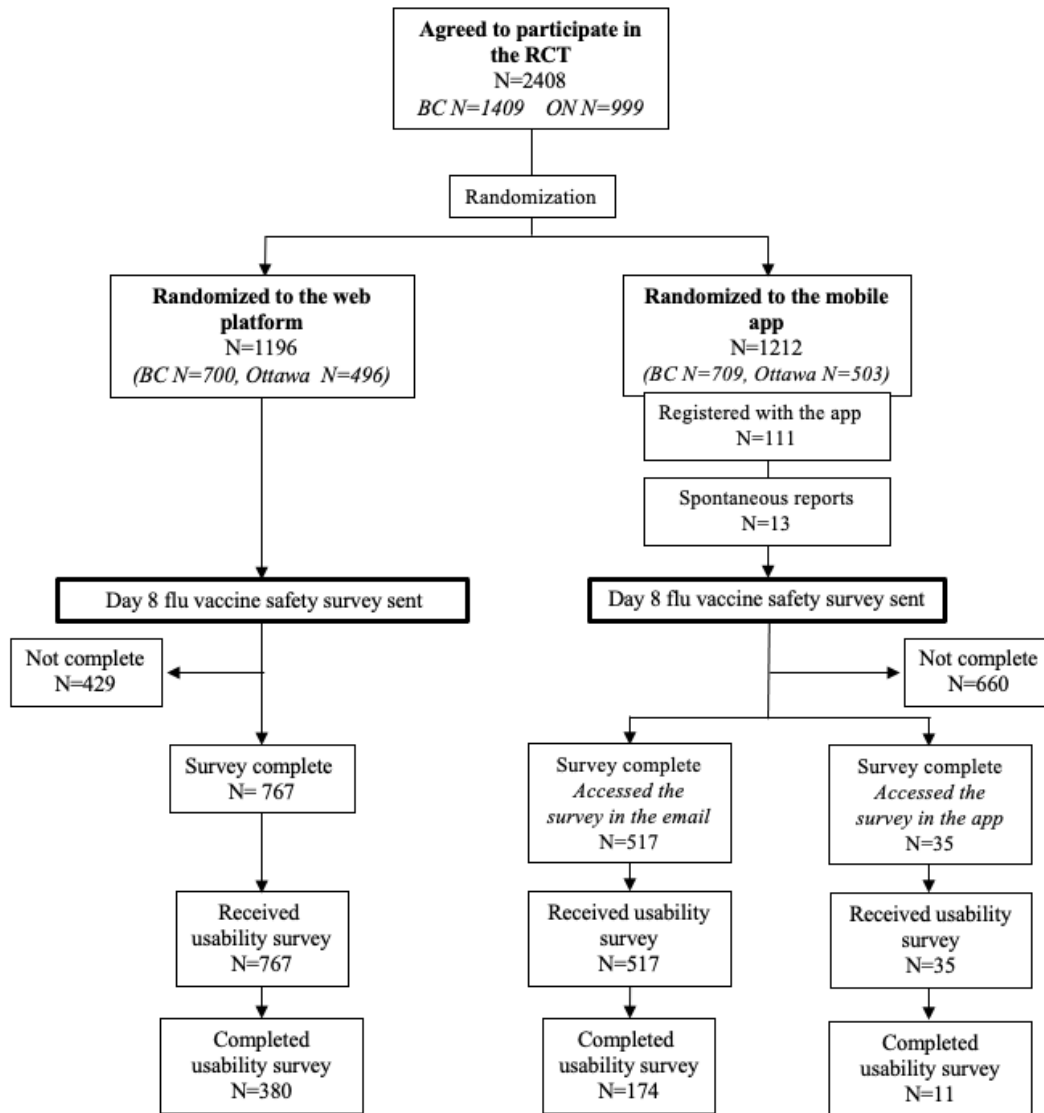 Agreed to participate in
the RCT
N=2408
BC N=1409 ON N=999
Randomization
Randomized to the web
platform
N=1196
(BC N=700, Ottawa N=496)
Randomized to the mobile
app
N=1212
(BC N=709, Ottawa N=503)
Registered with the app
N=111
Spontaneous reports
N=13
Day 8 flu vaccine safety survey sent
Day 8 flu vaccine safety survey sent
Not complete
N=429
Not complete
N=660
Survey complete
N= 767
Survey complete
Accessed the
survey in the email
N=517
Survey complete
Accessed the
survey in the app
N=35
Received
usability survey
N=767
Received usability
survey
N=517
Received usability
survey
N=35
Completed
usability survey
N=380
Completed
usability survey
N=174
Completed
usability survey
N=11